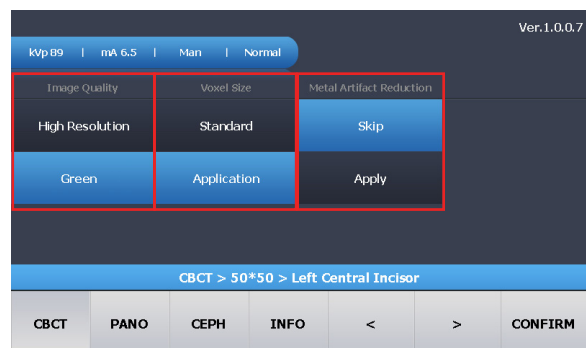 Ver.1.0.0.7
kVp 89 | mA 6.5 | Man | Normal
Image Quality Voxel Size Metal Artifact Reduction
High Resolution Standard Skip
Green Application Apply
CBCT > 50*50 > Left Central Incisor
CBCT PANO CEPH INFO < > CONFIRM